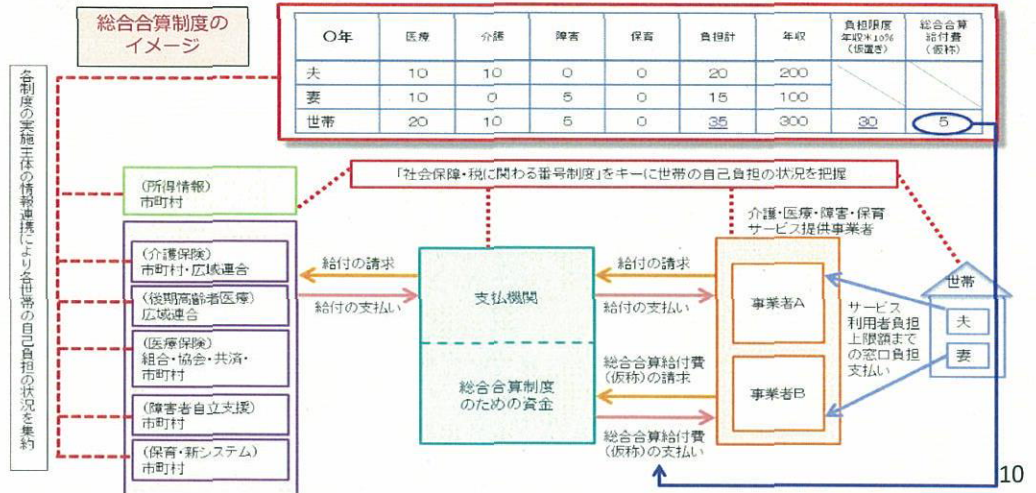 総合合算制度の
イメージ
〇年 医療 介護 障害 保育 負担計 年収 負担限度 年収*10% (仮置き) 総合合算 給付費 (仮称)
夫 10 10 0 0 20 200
妻 10 0 5 0 15 100
世帯 20 10 5 0 35 300 30 5
各制度の実施主体の情報連携により各世帯の自己負担の状況を集約
「社会保障・税に関わる番号制度」をキーに世帯の自己負担の状況を把握
(所得情報)
市町村
(介護保険)
市町村・広域連合
(後期高齢者医療)
広域連合
(医療保険)
組合・協会・共済・
市町村
(障害者自立支援)
市町村
(保育・新システム)
市町村
給付の請求
給付の支払い
支払機関
総合合算制度
のための資金
給付の請求
給付の支払い
総合合算給付費
(仮称)の請求
総合合算給付費
(仮称)の支払い
介護・医療・障害・保育
サービス提供事業者
事業者A
事業者B
サービス
利用者負担
上限額まで
の窓口負担
支払い
世帯
夫
妻
10